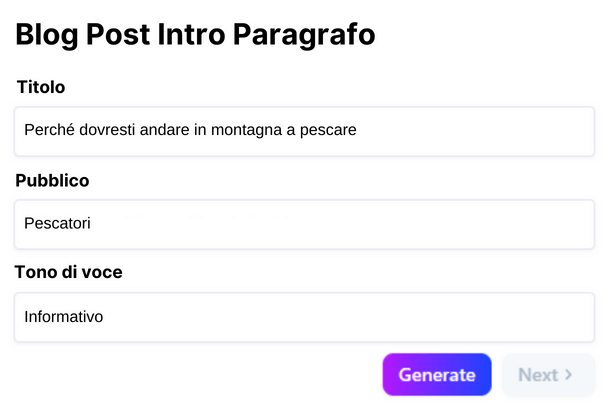 Blog Post Intro Paragrafo
Titolo
Perché dovresti andare in montagna a pescare
Pubblico
Pescatori
Tono di voce
Informativo
Generate
Next >